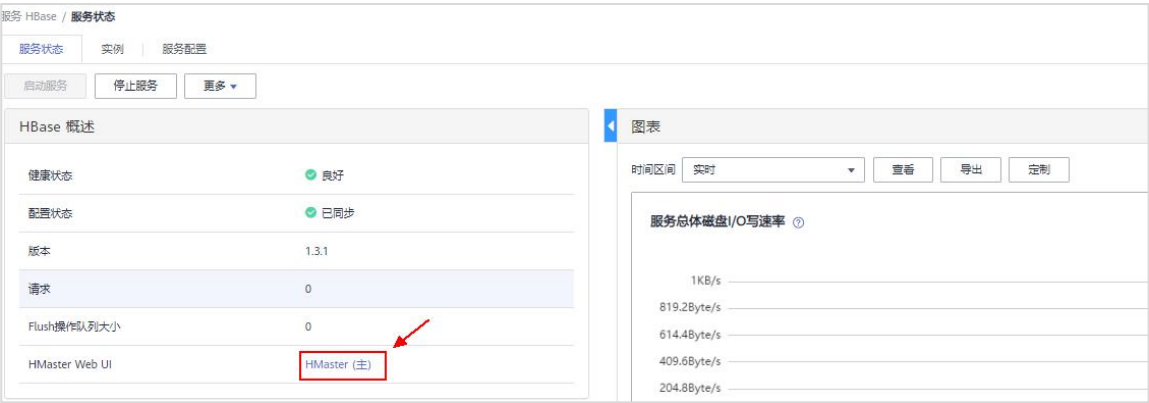 服务 HBase / 服务状态
服务状态 实例 服务配置
启动服务 停止服务 更多
HBase 概述
健康状态 良好
配置状态 已同步
版本 1.3.1
请求 0
Flush操作队列大小 0
HMaster Web UI HMaster (主)
图表
时间区间 实时 查看 导出 定制
服务总体磁盘I/O写速率 ?
1KB/s
819.2Byte/s
614.4Byte/s
409.6Byte/s
204.8Byte/s